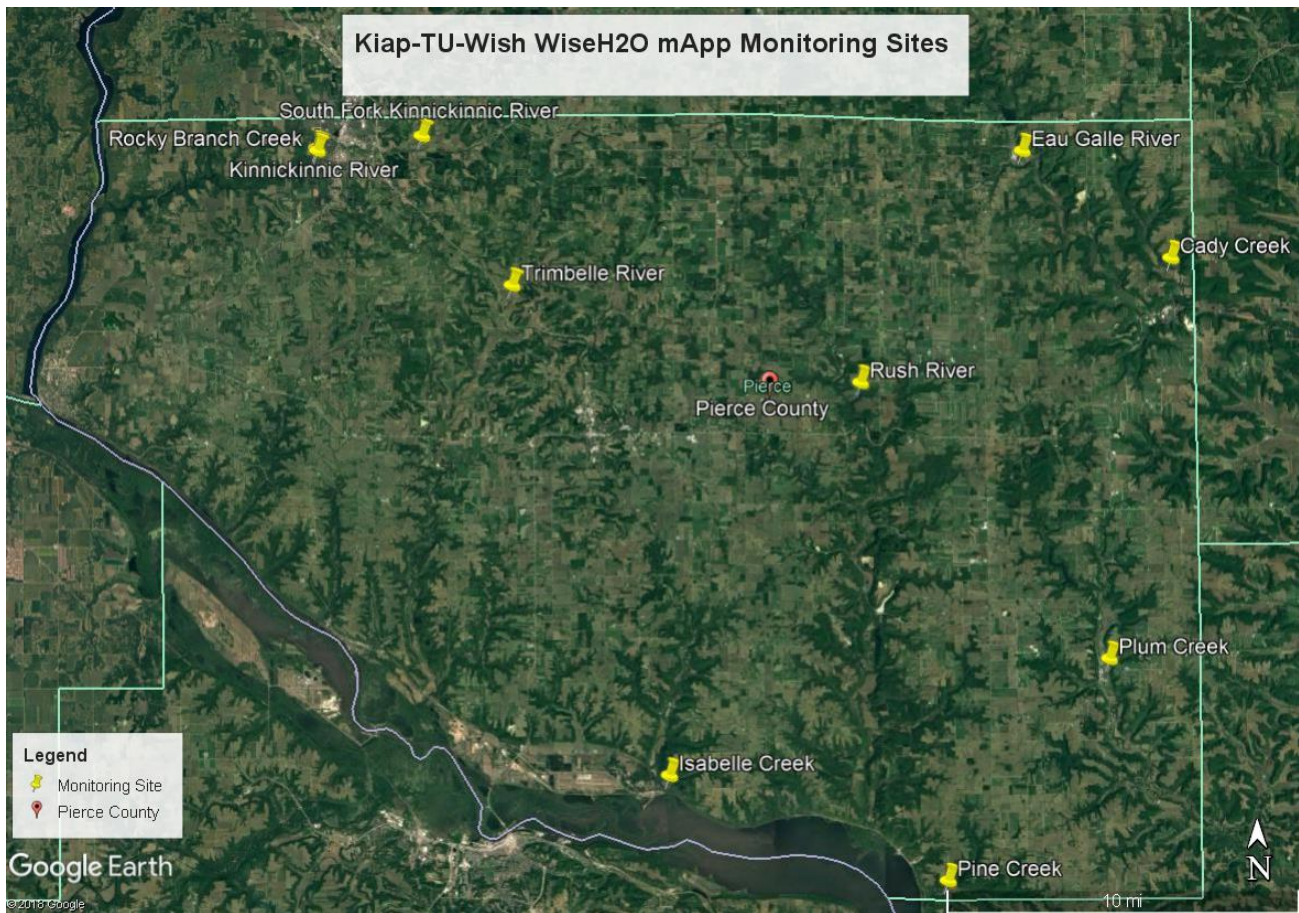 Kiap-TU-Wish WiseH2O mApp Monitoring Sites
South Fork Kinnickinnic River
Rocky Branch Creek
Eau Galle River
Kinnickinnic River
Cady Creek
Trimbelle River
Rush River
Pierce
Pierce County
Plum Creek
Isabelle Creek
Legend
Monitoring Site
Pierce County
Google Earth
©2018 Google
Pine Creek
N
10 mi